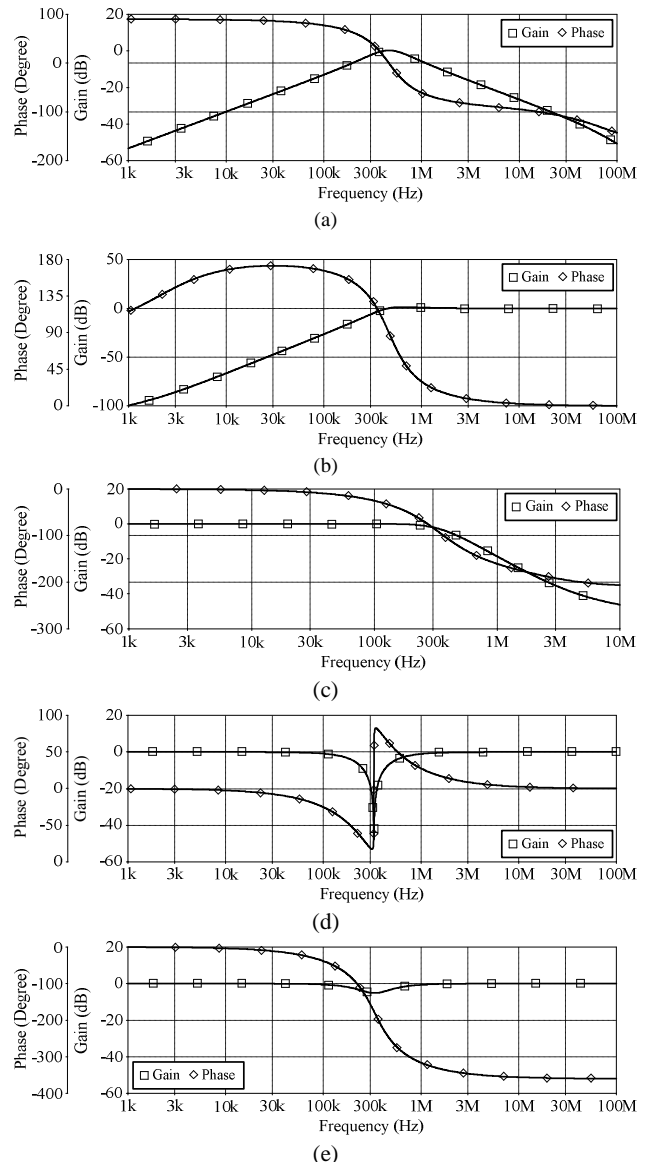 Phase (Degree)
Gain (dB)
100
0
-100
-200
20
0
-20
-40
-60
Gain Phase
1k 3k 10k 30k 100k 300k 1M 3M 10M 30M 100M
Frequency (Hz)
(a)
Phase (Degree)
Gain (dB)
180
135
90
45
0
50
0
-50
-100
Gain Phase
1k 3k 10k 30k 100k 300k 1M 3M 10M 30M 100M
Frequency (Hz)
(b)
Phase (Degree)
Gain (dB)
0
-100
-200
-300
20
0
-20
-40
-60
Gain Phase
1k 3k 10k 30k 100k 300k 1M 3M 10M
Frequency (Hz)
(c)
Phase (Degree)
Gain (dB)
100
50
0
50
0
20
0
-20
-40
-60
Gain Phase
1k 3k 10k 30k 100k 300k 1M 3M 10M 30M 100M
Frequency (Hz)
(d)
Phase (Degree)
Gain (dB)
0
-100
-200
-300
-400
20
0
-20
-40
-60
Gain Phase
1k 3k 10k 30k 100k 300k 1M 3M 10M 30M 100M
Frequency (Hz)
(e)